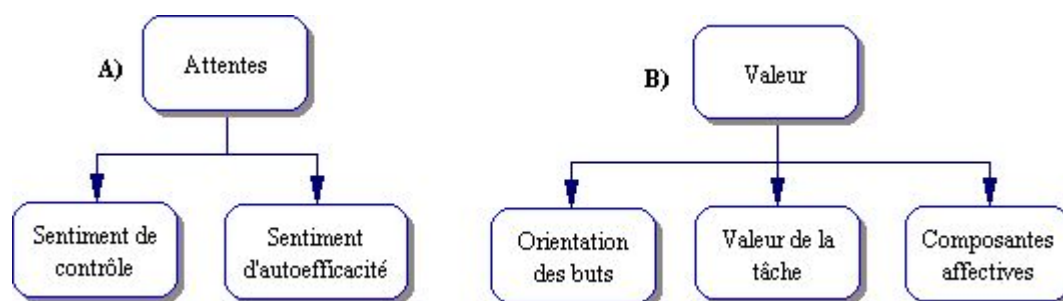 A)
Attentes
Sentiment de
contrôle
Sentiment
d'autoefficacité
B)
Valeur
Orientation
des buts
Valeur de la
tâche
Composantes
affectives